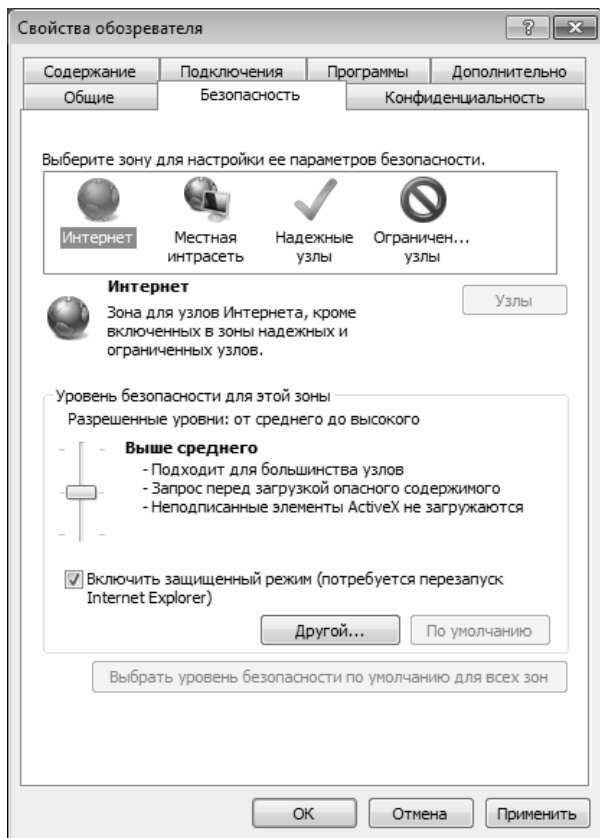 Свойства обозревателя
Содержание Подключения Программы Дополнительно
Общие Безопасность Конфиденциальность
Выберите зону для настройки ее параметров безопасности.
Интернет Местная интрасеть Надежные узлы Ограничен... узлы
Интернет
Узлы
Зона для узлов Интернета, кроме
включенных в зоны надежных и
ограниченных узлов.
Уровень безопасности для этой зоны
Разрешенные уровни: от среднего до высокого
Выше среднего
- Подходит для большинства узлов
- Запрос перед загрузкой опасного содержимого
- Неподписанные элементы ActiveX не загружаются
Включить защищенный режим (потребуется перезапуск
Internet Explorer)
Другой... По умолчанию
Выбрать уровень безопасности по умолчанию для всех зон
ОК Отмена Применить